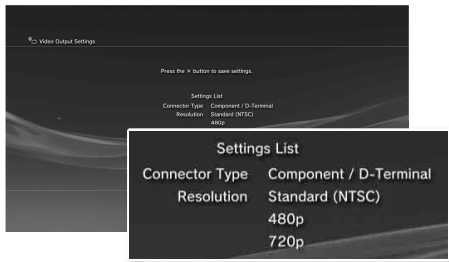 Video Output Settings
Press the × button to save settings.
Settings List
Connector Type Component / D-Terminal
Resolution Standard (NTSC)
480p
Settings List
Connector Type Component / D-Terminal
Resolution Standard (NTSC)
480p
720p